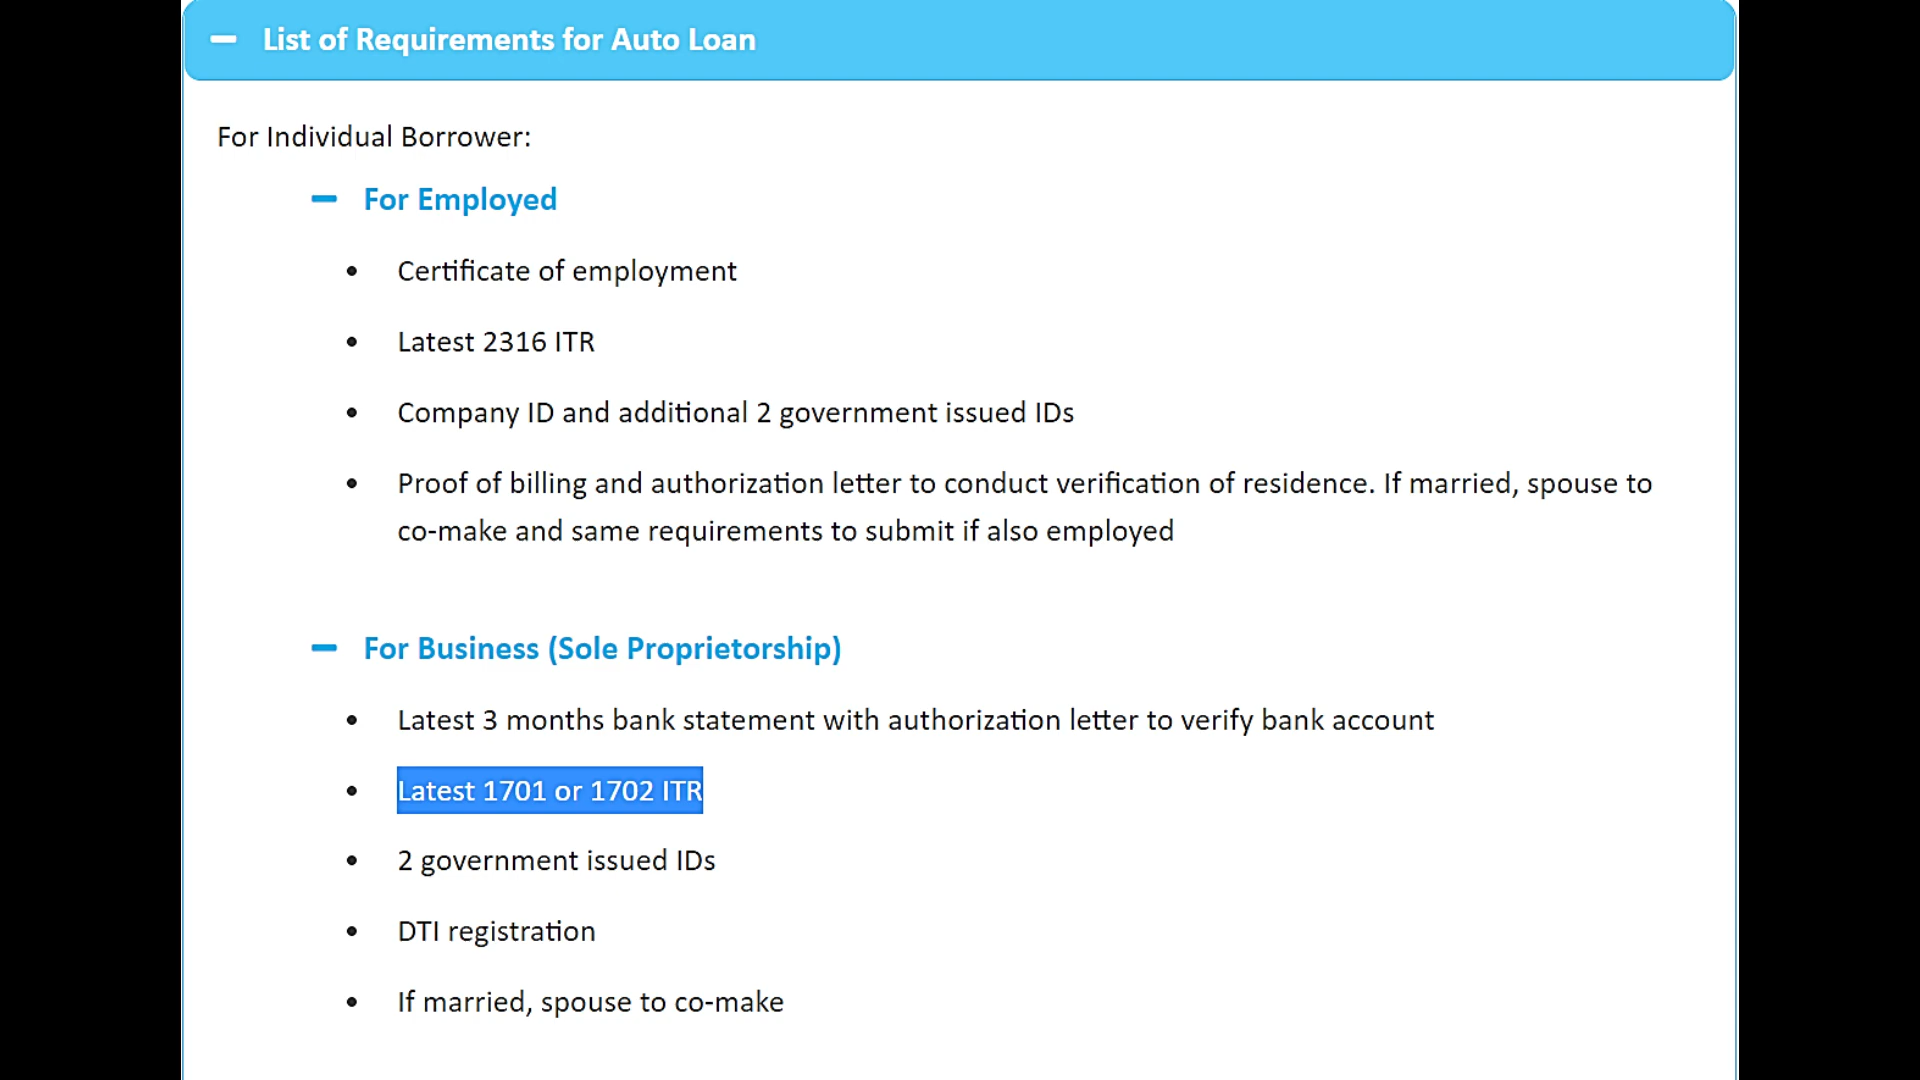 List of Requirements for Auto Loan
For Individual Borrower:
For Employed
Certificate of employment
Latest 2316 ITR
Company ID and additional 2 government issued IDs
Proof of billing and authorization letter to conduct verification of residence. If married, spouse to
co-make and same requirements to submit if also employed
For Business (Sole Proprietorship)
Latest 3 months bank statement with authorization letter to verify bank account
Latest 1701 or 1702 ITR
2 government issued IDs
DTI registration
If married, spouse to co-make